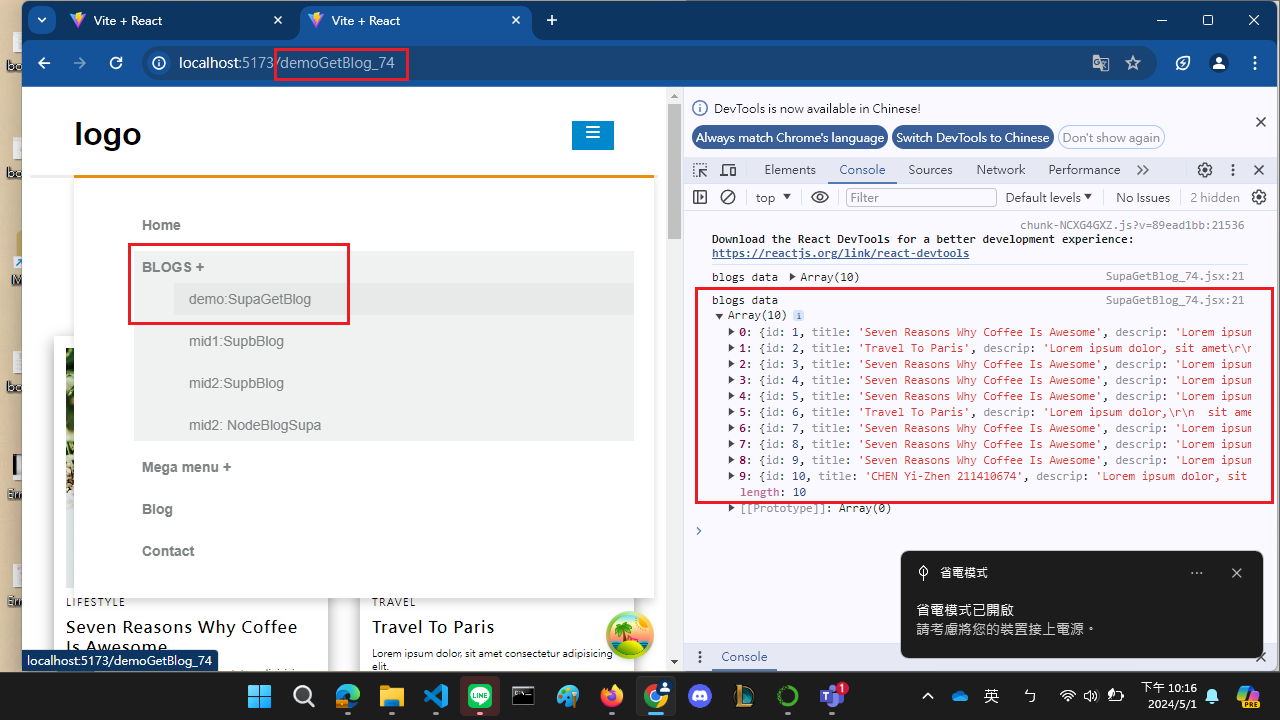 Vite + React
Vite + React
localhost:5173/demoGetBlog_74
logo
Home
BLOGS +
demo:SupaGetBlog
mid1:SupbBlog
mid2:SupbBlog
mid2: NodeBlogSupa
Mega menu +
Blog
Contact
LIFESTYLE
Seven Reasons Why Coffee
Is Awesome
TRAVEL
Travel To Paris
Lorem ipsum dolor, sit amet consectetur adipisicing
elit.
localhost:5173/demoGetBlog_74
DevTools is now available in Chinese!
Always match Chrome's language
Switch DevTools to Chinese
Don't show again
Elements
Console
Sources
Network
Performance
top
Filter
Default levels
No Issues
2 hidden
chunk-NCXG4GXZ.js?v=89ead1bb:21536
Download the React DevTools for a better development experience:
https://reactjs.org/link/react-devtools
blogs data Array(10) SupaGetBlog_74.jsx:21
blogs data SupaGetBlog_74.jsx:21
Array(10) i
0: {id: 1, title: 'Seven Reasons Why Coffee Is Awesome', descrip: 'Lorem ipsum
1: {id: 2, title: 'Travel To Paris', descrip: 'Lorem ipsum dolor, sit amet\r\n
2: {id: 3, title: 'Seven Reasons Why Coffee Is Awesome', descrip: 'Lorem ipsum
3: {id: 4, title: 'Seven Reasons Why Coffee Is Awesome', descrip: 'Lorem ipsum
4: {id: 5, title: 'Seven Reasons Why Coffee Is Awesome', descrip: 'Lorem ipsum
5: {id: 6, title: 'Travel To Paris', descrip: 'Lorem ipsum dolor,\r\n sit ame
6: {id: 7, title: 'Seven Reasons Why Coffee Is Awesome', descrip: 'Lorem ipsum
7: {id: 8, title: 'Seven Reasons Why Coffee Is Awesome', descrip: 'Lorem ipsum
8: {id: 9, title: 'Seven Reasons Why Coffee Is Awesome', descrip: 'Lorem ipsum
9: {id: 10, title: 'CHEN Yi-Zhen 211410674', descrip: 'Lorem ipsum dolor, sit
length: 10
[[Prototype]]: Array(0)
省電模式
省電模式已開啟
請考慮將您的裝置接上電源。
Console
英
ㄅ
下午 10:16
2024/5/1
1
PRE